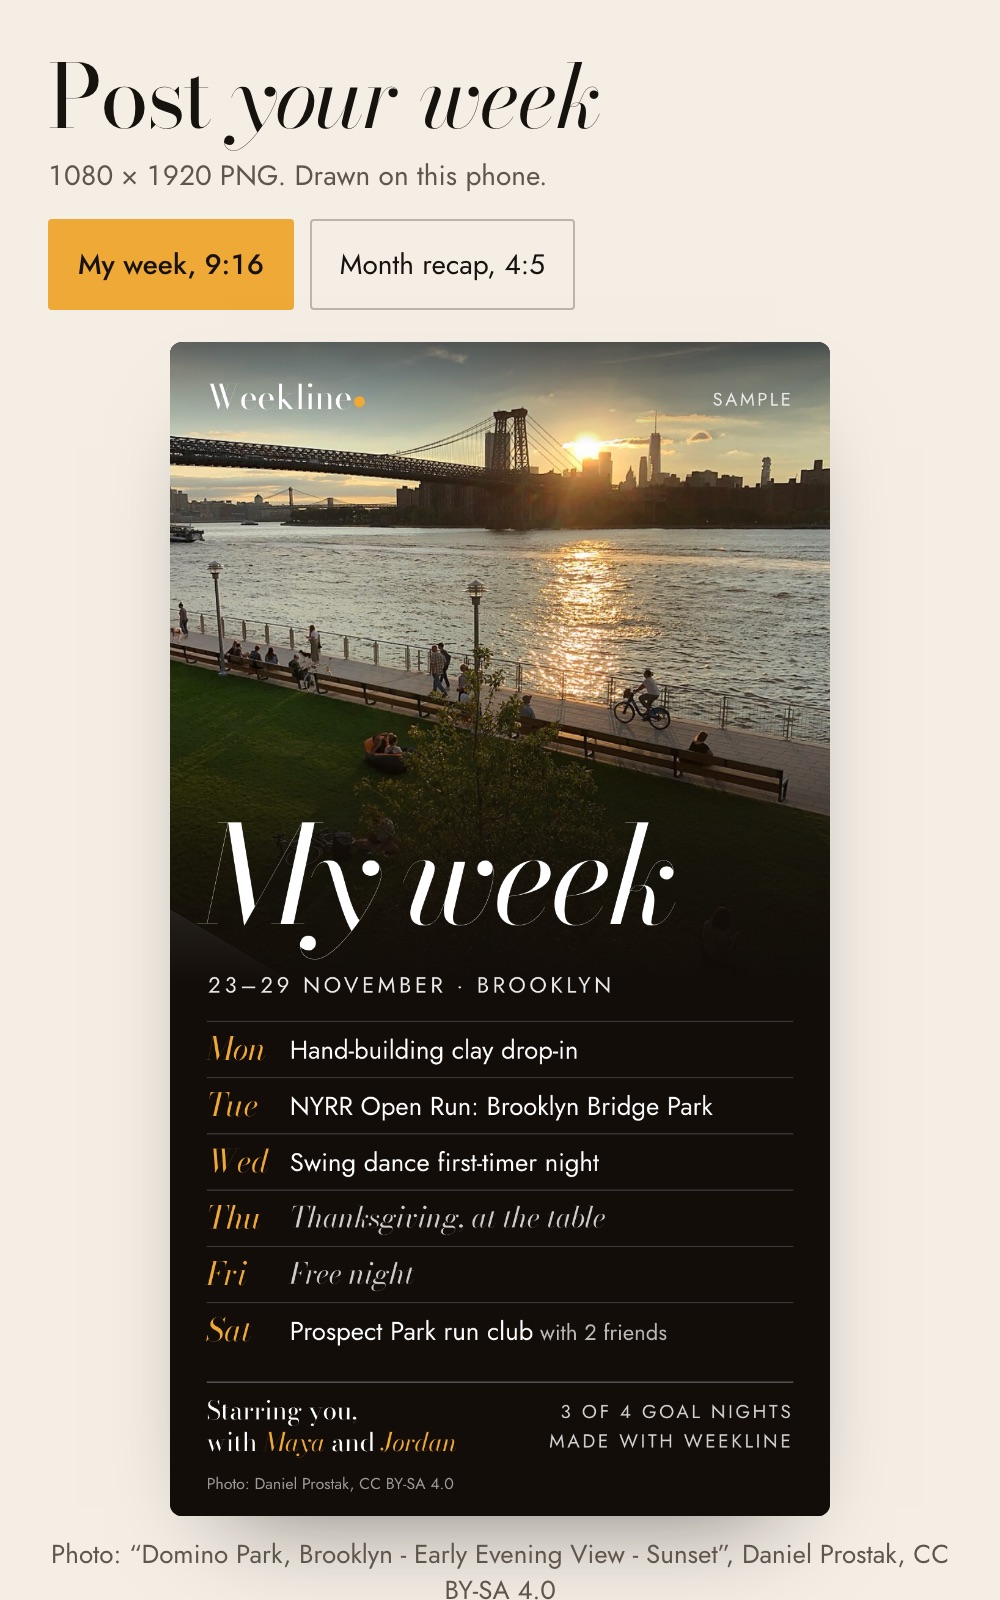 Post your week
1080 × 1920 PNG. Drawn on this phone.
My week, 9:16
Month recap, 4:5
Weekline
SAMPLE
My week
23–29 NOVEMBER · BROOKLYN
Mon Hand-building clay drop-in
Tue NYRR Open Run: Brooklyn Bridge Park
Wed Swing dance first-timer night
Thu Thanksgiving, at the table
Fri Free night
Sat Prospect Park run club with 2 friends
Starring you,
with Maya and Jordan
3 OF 4 GOAL NIGHTS
MADE WITH WEEKLINE
Photo: Daniel Prostak, CC BY-SA 4.0
Photo: “Domino Park, Brooklyn - Early Evening View - Sunset”, Daniel Prostak, CC
BY-SA 4.0